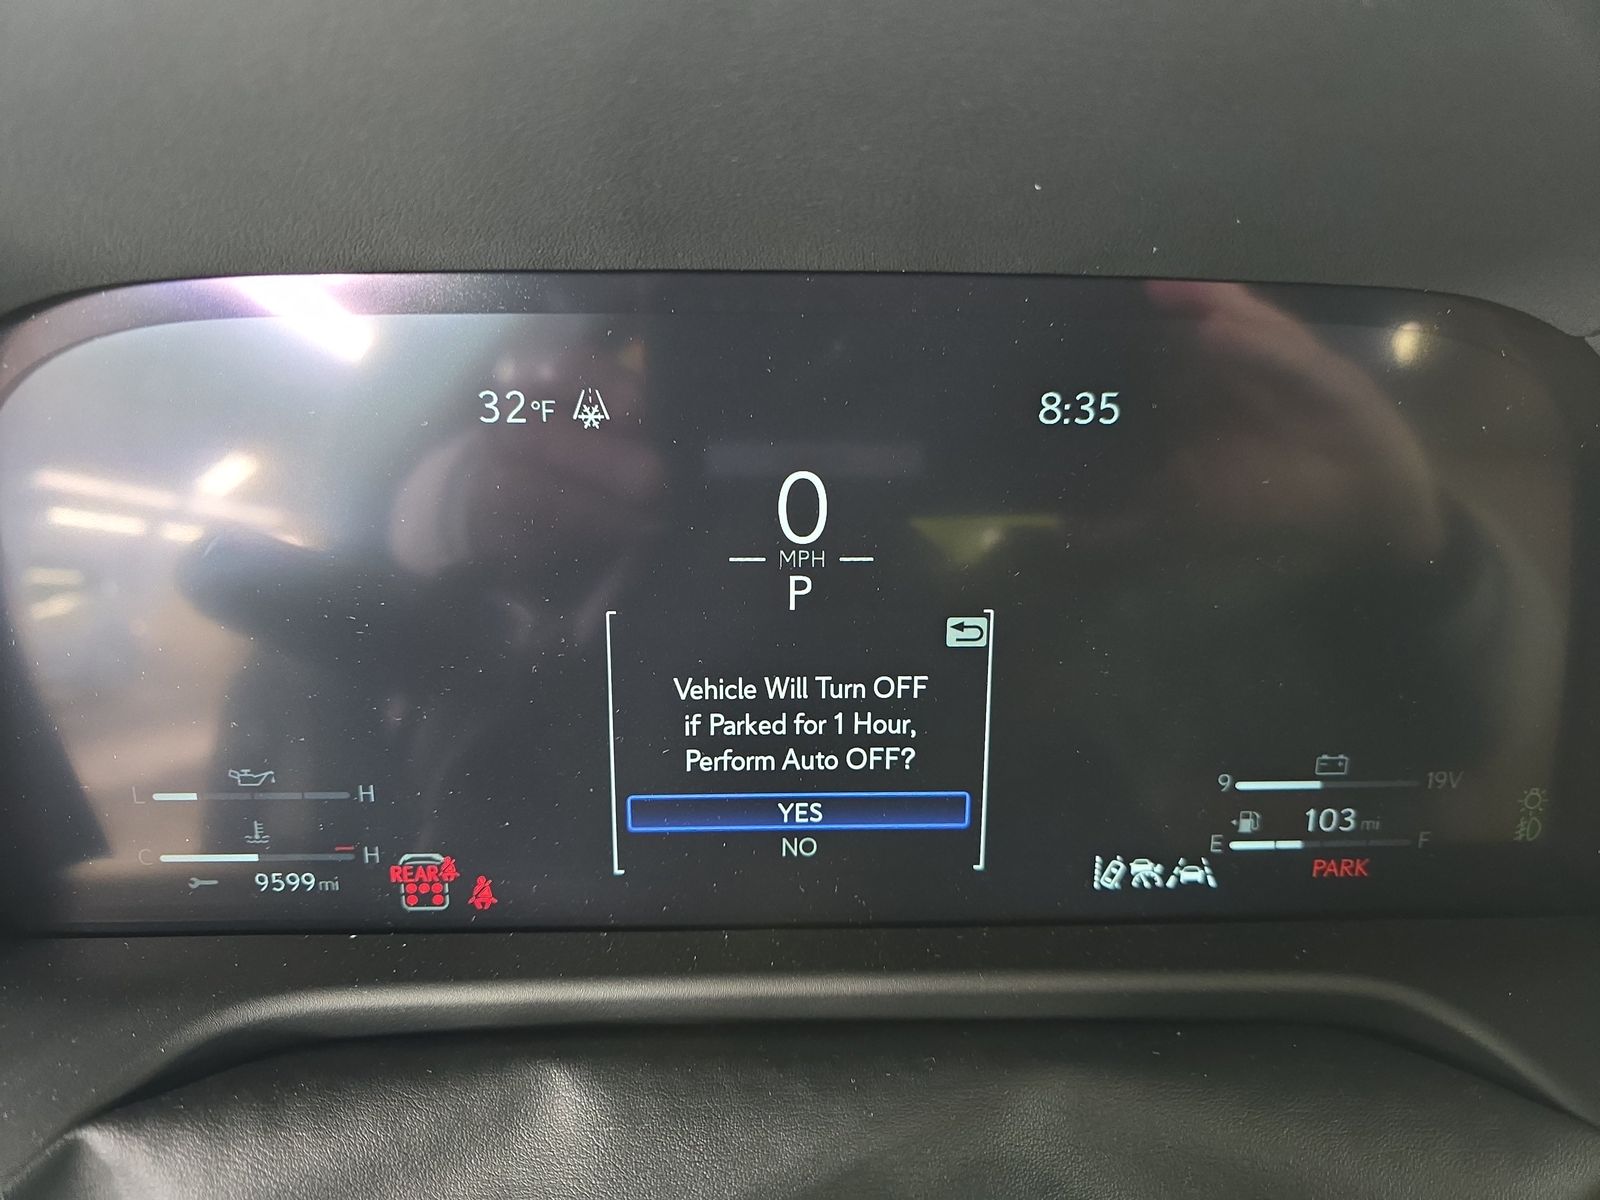 32°F
8:35
0
MPH
P
Vehicle Will Turn OFF
if Parked for 1 Hour,
Perform Auto OFF?
YES
NO
L H
C H
9599 mi
REAR
9 19V
103 mi
E F
PARK